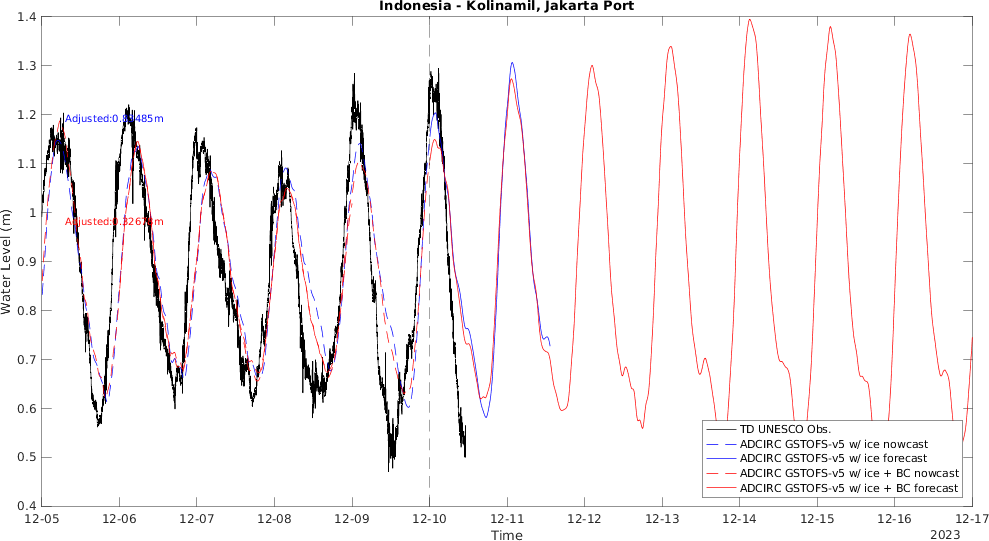 Indonesia - Kolinamil, Jakarta Port
Water Level (m)
1.4
1.3
1.2
1.1
1
0.9
0.8
0.7
0.6
0.5
0.4
TD UNESCO Obs.
ADCIRC GSTOFS-v5 w/ ice nowcast
ADCIRC GSTOFS-v5 w/ ice forecast
ADCIRC GSTOFS-v5 w/ ice + BC nowcast
ADCIRC GSTOFS-v5 w/ ice + BC forecast
12-05 12-06 12-07 12-08 12-09 12-10 12-11 12-12 12-13 12-14 12-15 12-16 12-17
Time
2023